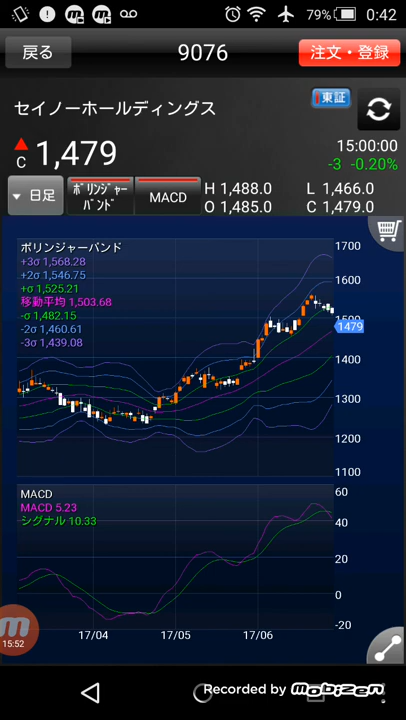 79% 0:42
戻る 9076 注文・登録
セイノーホールディングス 東証
C 1,479 15:00:00
-3 -0.20%
日足 ボリンジャーバンド MACD
H 1,488.0 L 1,466.0
O 1,485.0 C 1,479.0
ボリンジャーバンド
+3σ 1,568.28
+2σ 1,546.75
+σ 1,525.21
移動平均 1,503.68
-σ 1,482.15
-2σ 1,460.61
-3σ 1,439.08
1700
1600
1500
1479
1400
1300
1200
1100
MACD
MACD 5.23
シグナル 10.33
60
40
20
0
-20
m
15:52
17/04 17/05 17/06
Recorded by mobizen